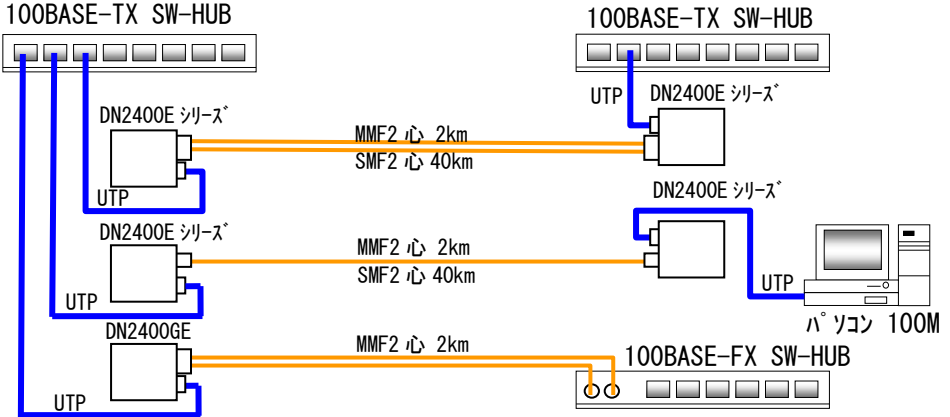 100BASE-TX SW-HUB
100BASE-TX SW-HUB
UTP
DN2400E ｼﾘｰｽﾞ
DN2400E ｼﾘｰｽﾞ
MMF2 心 2km
SMF2 心 40km
UTP
DN2400E ｼﾘｰｽﾞ
DN2400E ｼﾘｰｽﾞ
MMF2 心 2km
SMF2 心 40km
UTP
UTP
ﾊﾟｿｺﾝ 100M
DN2400GE
MMF2 心 2km
100BASE-FX SW-HUB
UTP